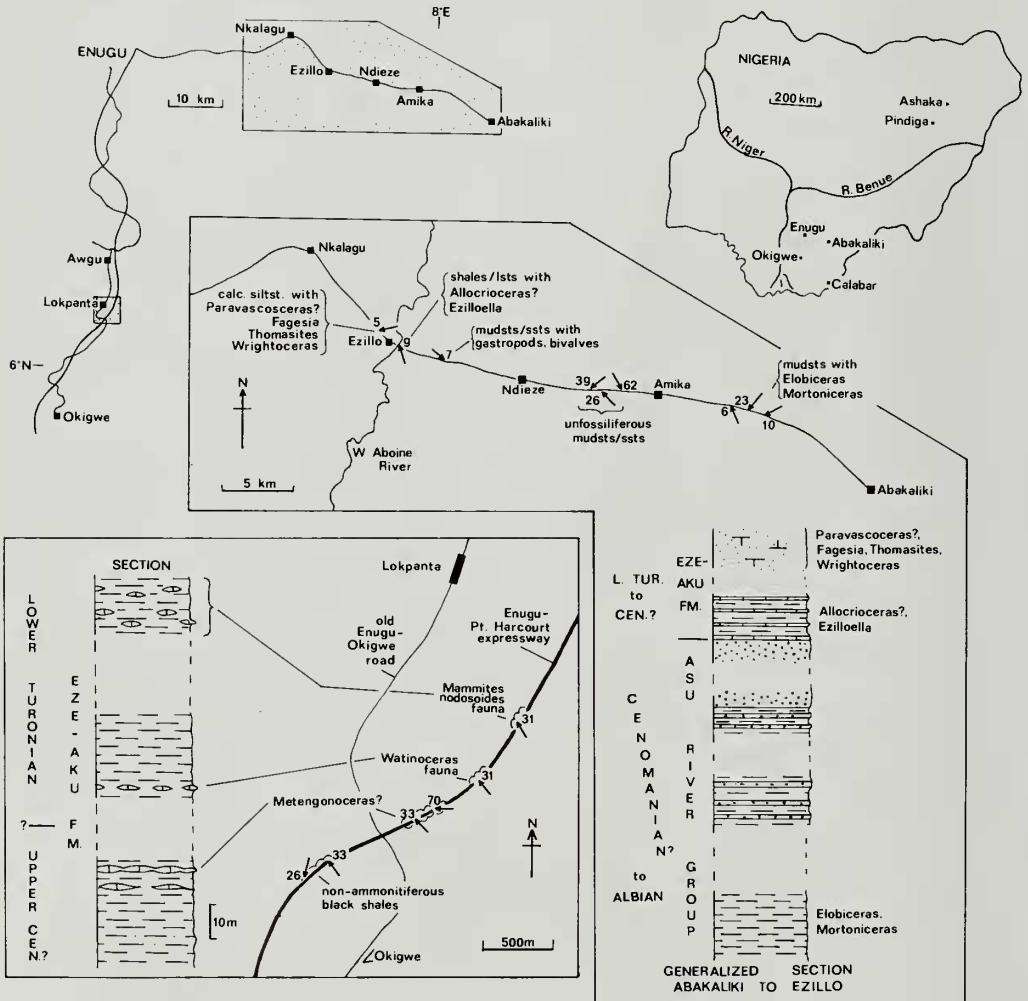 8°E
Nkalagu
ENUGU
Ezillo
Ndieze
Amika
Abakaliki
10 km
Awgu
Lokpanta
6°N
Okigwe
NIGERIA
200 km
Ashaka
Pindiga
R. Niger
R. Benue
Enugu
Abakaliki
Okigwe
Calabar
Nkalagu
calc. siltst. with
Paravascosceras?
Fagesia
Thomasites
Wrightoceras
shales/lsts with
Allocrioceras?
Ezilloella
5
Ezillo
9
7
mudsts/ssts with
gastropods, bivalves
Ndieze
39
62
26
Amika
unfossiliferous
mudsts/ssts
mudsts with
Elobiceras
Mortoniceras
23
6
10
N
W Aboine
River
5 km
Abakaliki
SECTION
LOWER
TURONIAN
?
UPPER CEN.?
EZE-AKU
FM.
10m
Lokpanta
old
Enugu-
Okigwe
road
Enugu-
Pt. Harcourt
expressway
Mammites
nodosoides
fauna
31
Watinoceras
fauna
31
Metengonoceras?
70
33
33
26
non-ammonitiferous
black shales
N
500m
Okigwe
L. TUR.
to
CEN.?
EZE-
AKU
FM.
CENOMANIAN?
to
ALBIAN
ASU
RIVER
GROUP
Paravascoceras?,
Fagesia, Thomasites,
Wrightoceras
Allocrioceras?,
Ezilloella
Elobiceras.
Mortoniceras
GENERALIZED SECTION
ABAKALIKI TO EZILLO